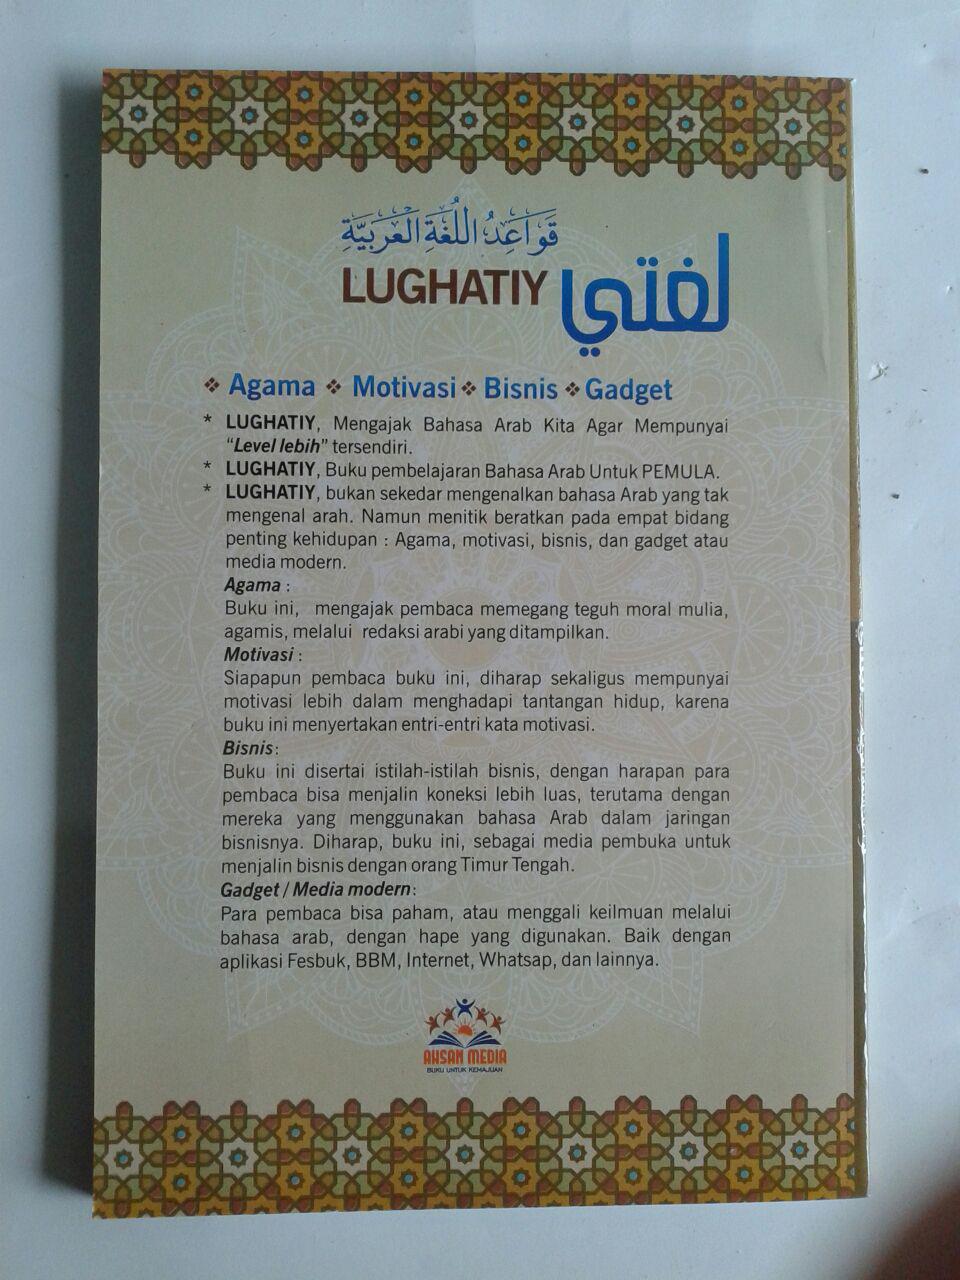 قَوَاعِدُ اللُّغَةِ الْعَرَبِيَّةِ
LUGHATIY لغتي
❖ Agama ❖ Motivasi ❖ Bisnis ❖ Gadget
* LUGHATIY, Mengajak Bahasa Arab Kita Agar Mempunyai
"Level lebih" tersendiri.
* LUGHATIY, Buku pembelajaran Bahasa Arab Untuk PEMULA.
* LUGHATIY, bukan sekedar mengenalkan bahasa Arab yang tak
mengenal arah. Namun menitik beratkan pada empat bidang
penting kehidupan : Agama, motivasi, bisnis, dan gadget atau
media modern.
Agama :
Buku ini, mengajak pembaca memegang teguh moral mulia,
agamis, melalui redaksi arabi yang ditampilkan.
Motivasi :
Siapapun pembaca buku ini, diharap sekaligus mempunyai
motivasi lebih dalam menghadapi tantangan hidup, karena
buku ini menyertakan entri-entri kata motivasi.
Bisnis:
Buku ini disertai istilah-istilah bisnis, dengan harapan para
pembaca bisa menjalin koneksi lebih luas, terutama dengan
mereka yang menggunakan bahasa Arab dalam jaringan
bisnisnya. Diharap, buku ini, sebagai media pembuka untuk
menjalin bisnis dengan orang Timur Tengah.
Gadget / Media modern:
Para pembaca bisa paham, atau menggali keilmuan melalui
bahasa arab, dengan hape yang digunakan. Baik dengan
aplikasi Fesbuk, BBM, Internet, Whatsap, dan lainnya.
AHSAN MEDIA
BUKU UNTUK KEMAJUAN